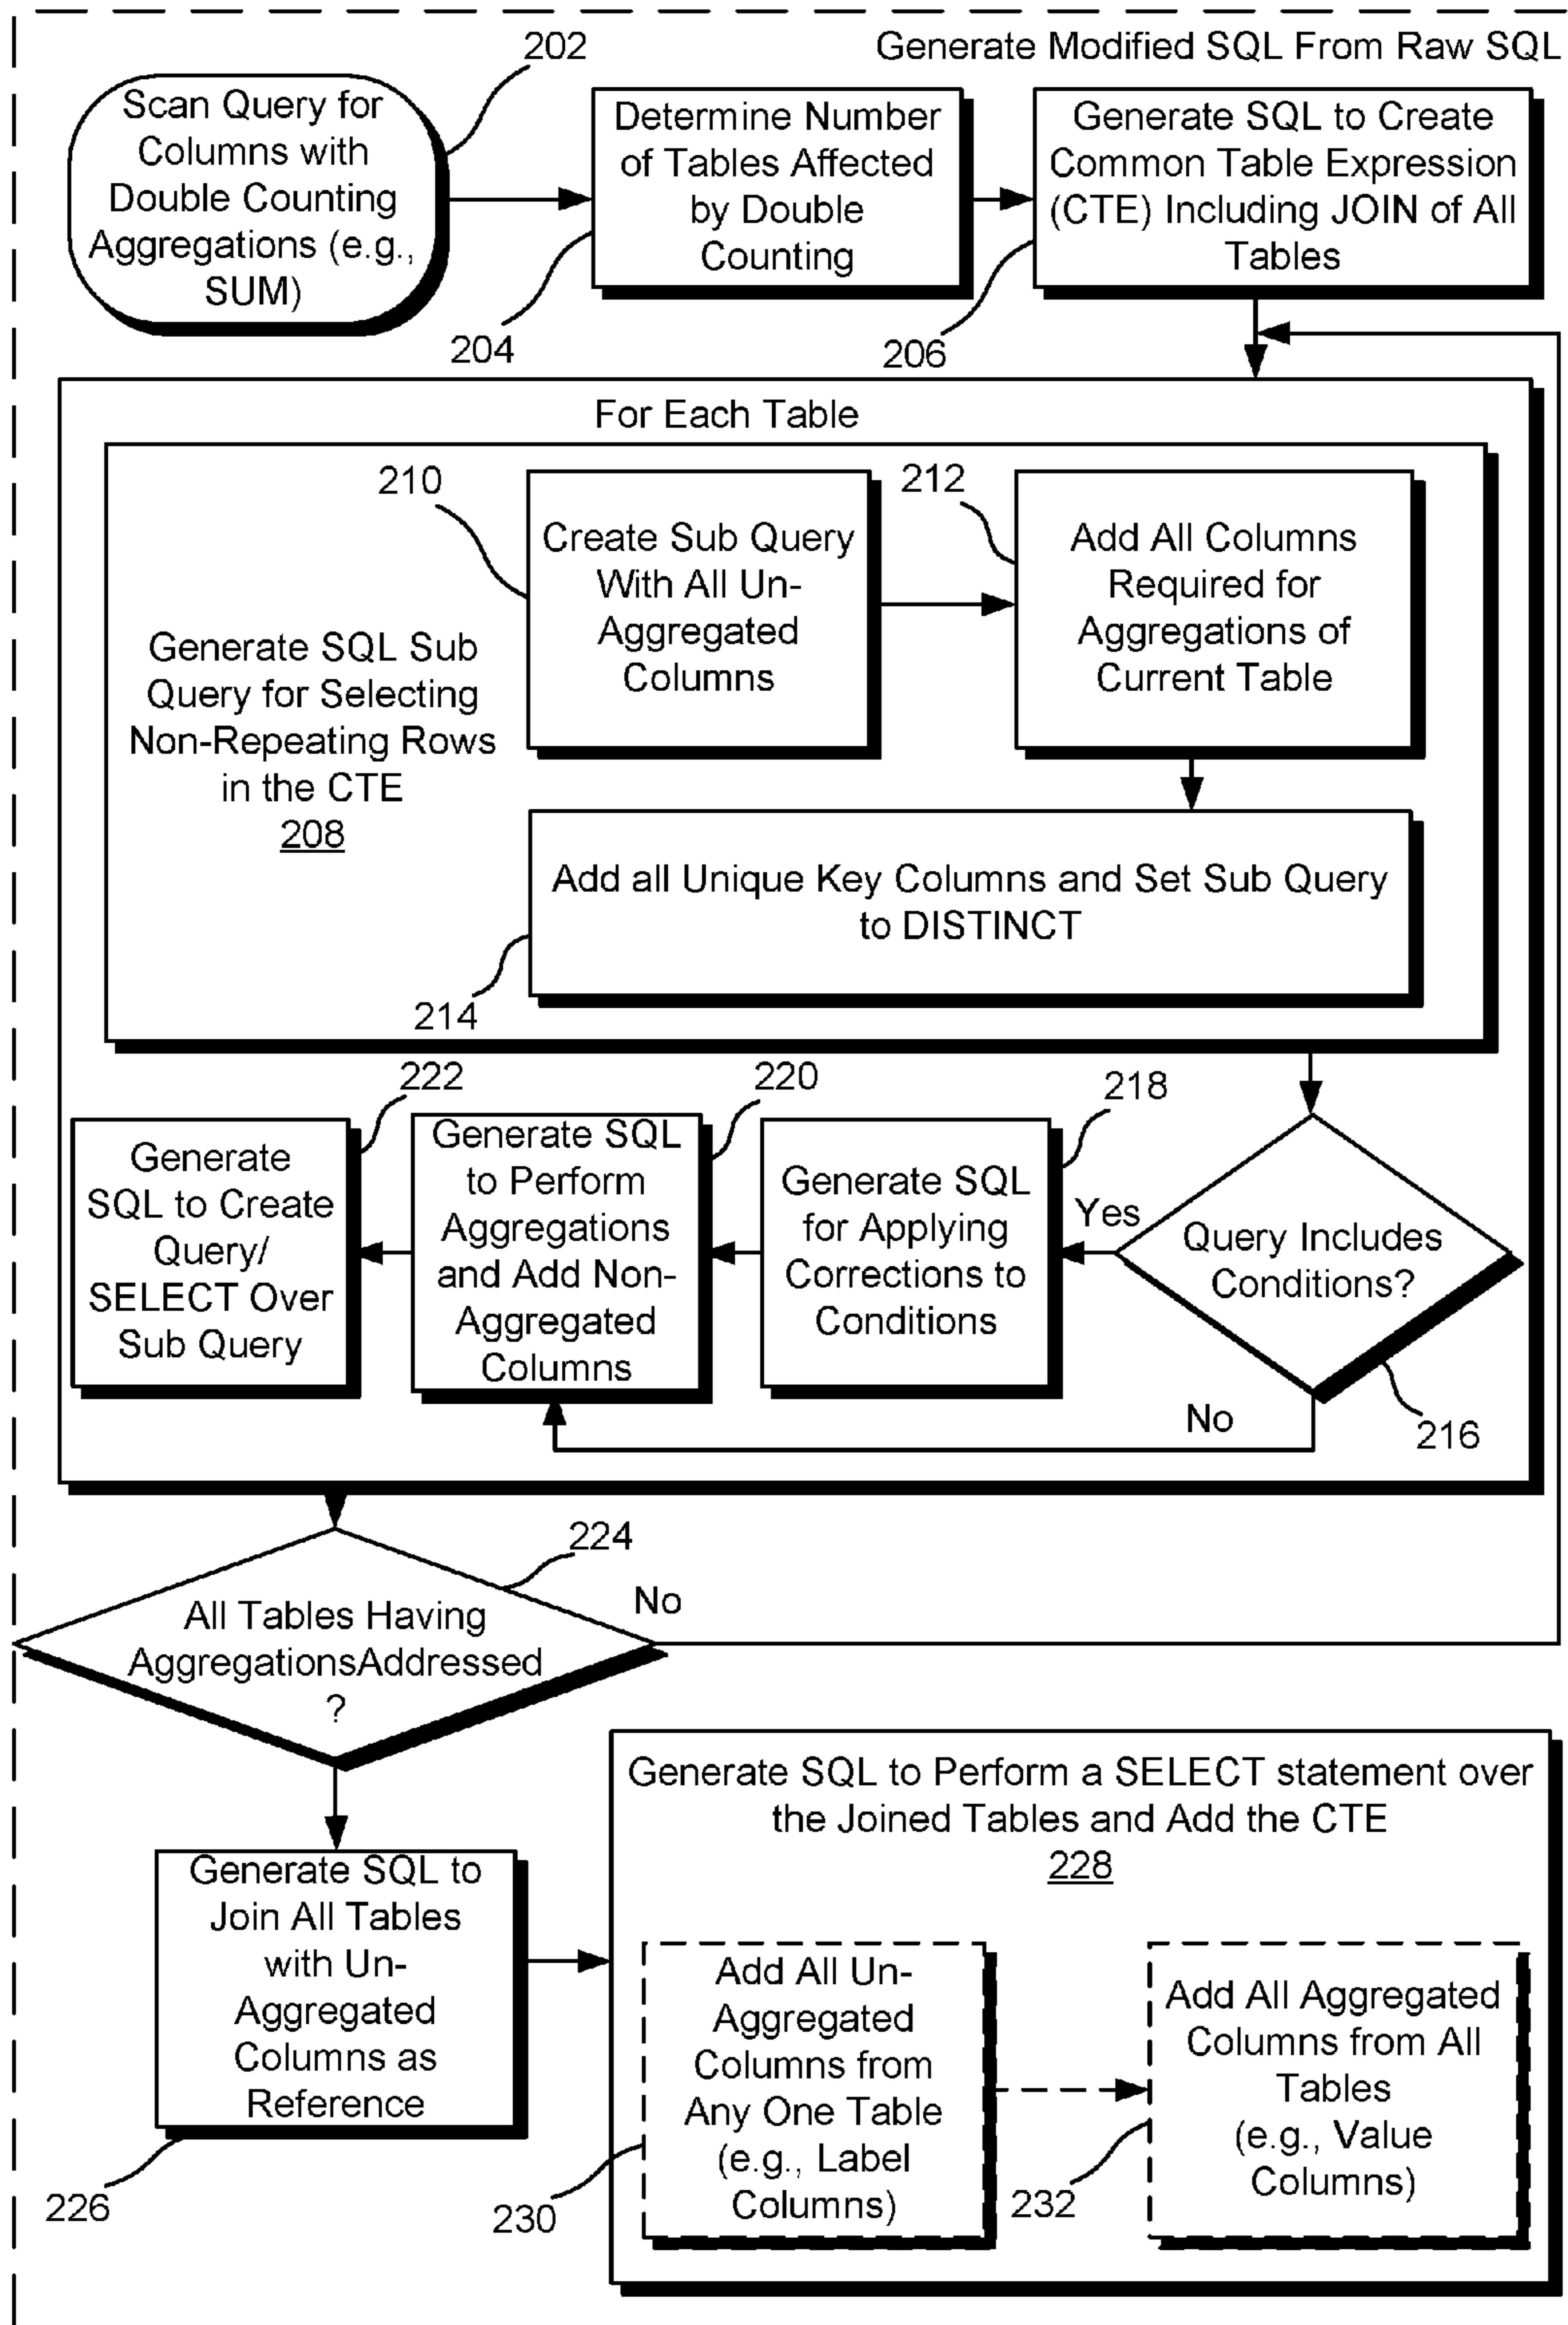 Generate Modified SQL From Raw SQL
202
Scan Query for
Columns with
Double Counting
Aggregations (e.g.,
SUM)
Determine Number
of Tables Affected
by Double
Counting
204
Generate SQL to Create
Common Table Expression
(CTE) Including JOIN of All
Tables
206
For Each Table
Generate SQL Sub
Query for Selecting
Non-Repeating Rows
in the CTE
208
210
Create Sub Query
With All Un-
Aggregated
Columns
212
Add All Columns
Required for
Aggregations of
Current Table
Add all Unique Key Columns and Set Sub Query
to DISTINCT
214
Query Includes
Conditions?
216
Yes
No
218
Generate SQL
for Applying
Corrections to
Conditions
220
Generate SQL
to Perform
Aggregations
and Add Non-
Aggregated
Columns
222
Generate
SQL to Create
Query/
SELECT Over
Sub Query
224
All Tables Having
AggregationsAddressed
?
No
Generate SQL to
Join All Tables
with Un-
Aggregated
Columns as
Reference
226
Generate SQL to Perform a SELECT statement over
the Joined Tables and Add the CTE
228
Add All Un-
Aggregated
Columns from
Any One Table
(e.g., Label
Columns)
230
Add All Aggregated
Columns from All
Tables
(e.g., Value
Columns)
232